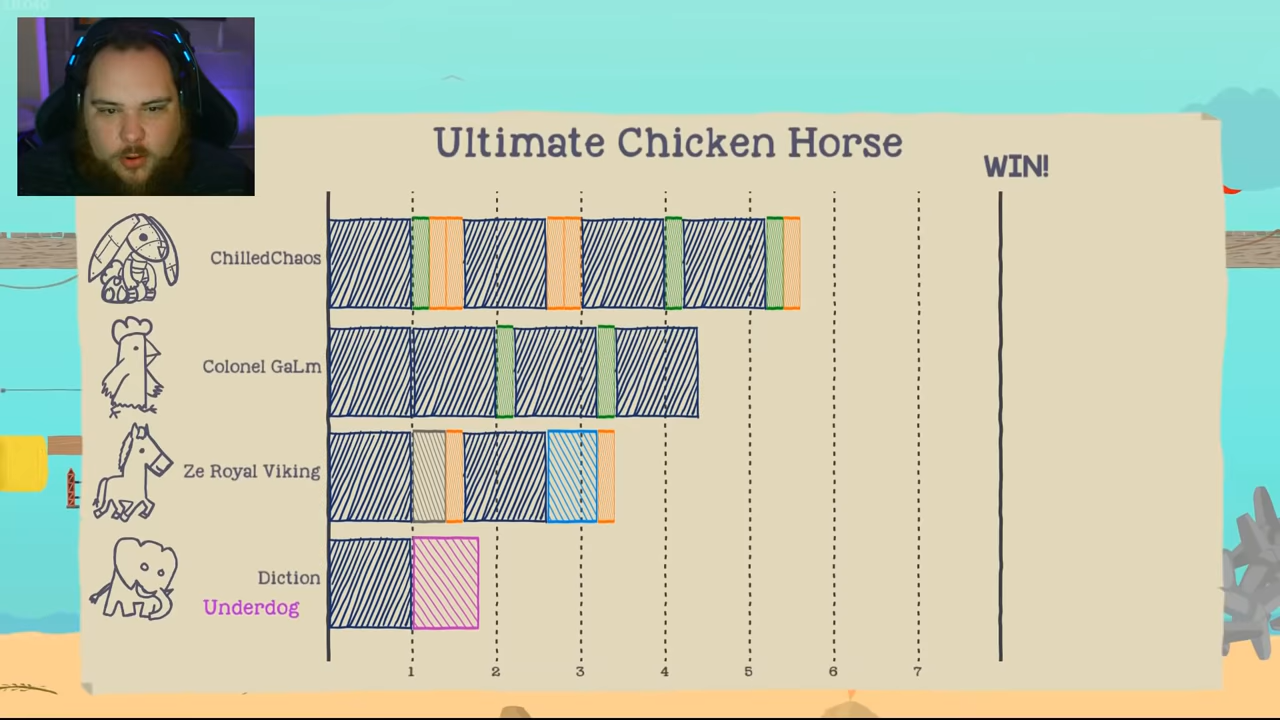 Ultimate Chicken Horse
WIN!
ChilledChaos
Colonel GaLm
Ze Royal Viking
Diction
Underdog
1 2 3 4 5 6 7